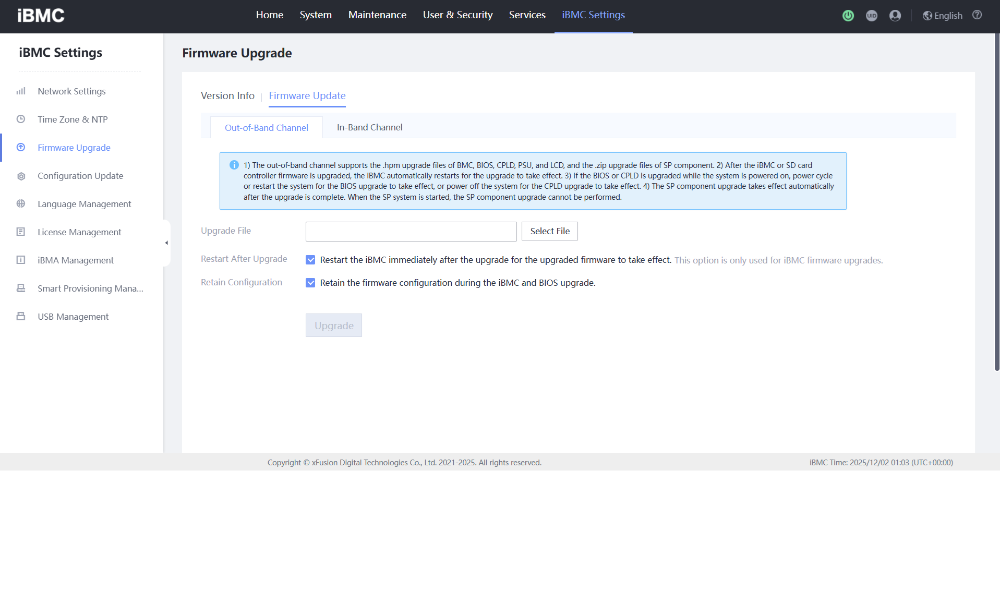 iBMC
Home System Maintenance User & Security Services iBMC Settings
UID English
iBMC Settings
Network Settings
Time Zone & NTP
Firmware Upgrade
Configuration Update
Language Management
License Management
iBMA Management
Smart Provisioning Mana...
USB Management
Firmware Upgrade
Version Info Firmware Update
Out-of-Band Channel In-Band Channel
1) The out-of-band channel supports the .hpm upgrade files of BMC, BIOS, CPLD, PSU, and LCD, and the .zip upgrade files of SP component. 2) After the iBMC or SD card
controller firmware is upgraded, the iBMC automatically restarts for the upgrade to take effect. 3) If the BIOS or CPLD is upgraded while the system is powered on, power cycle
or restart the system for the BIOS upgrade to take effect, or power off the system for the CPLD upgrade to take effect. 4) The SP component upgrade takes effect automatically
after the upgrade is complete. When the SP system is started, the SP component upgrade cannot be performed.
Upgrade File Select File
Restart After Upgrade Restart the iBMC immediately after the upgrade for the upgraded firmware to take effect. This option is only used for iBMC firmware upgrades.
Retain Configuration Retain the firmware configuration during the iBMC and BIOS upgrade.
Upgrade
Copyright © xFusion Digital Technologies Co., Ltd. 2021-2025. All rights reserved. iBMC Time: 2025/12/02 01:03 (UTC+00:00)